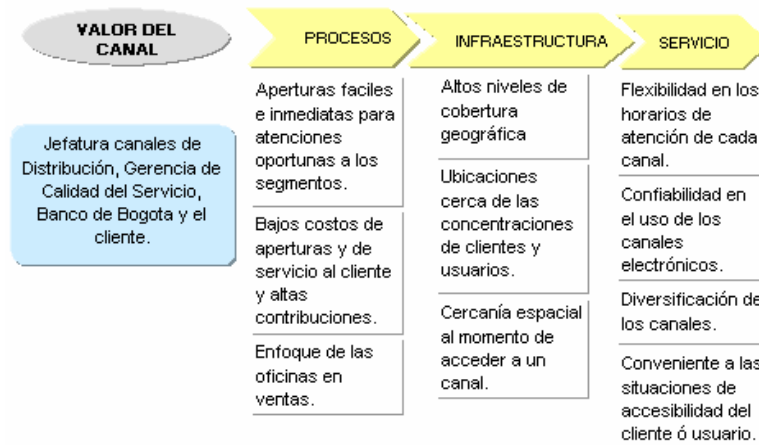 VALOR DEL
CANAL
PROCESOS
INFRAESTRUCTURA
SERVICIO
Jefatura canales de
Distribución, Gerencia de
Calidad del Servicio,
Banco de Bogota y el
cliente.
Aperturas faciles
e inmediatas para
atenciones
oportunas a los
segmentos.
Bajos costos de
aperturas y de
servicio al cliente
y altas
contribuciones.
Enfoque de las
oficinas en
ventas.
Altos niveles de
cobertura
geográfica
Ubicaciones
cerca de las
concentraciones
de clientes y
usuarios.
Cercanía espacial
al momento de
acceder a un
canal.
Flexibilidad en los
horarios de
atención de cada
canal.
Confiabilidad en
el uso de los
canales
electrónicos.
Diversificación de
los canales.
Conveniente a las
situaciones de
accesibilidad del
cliente ó usuario.